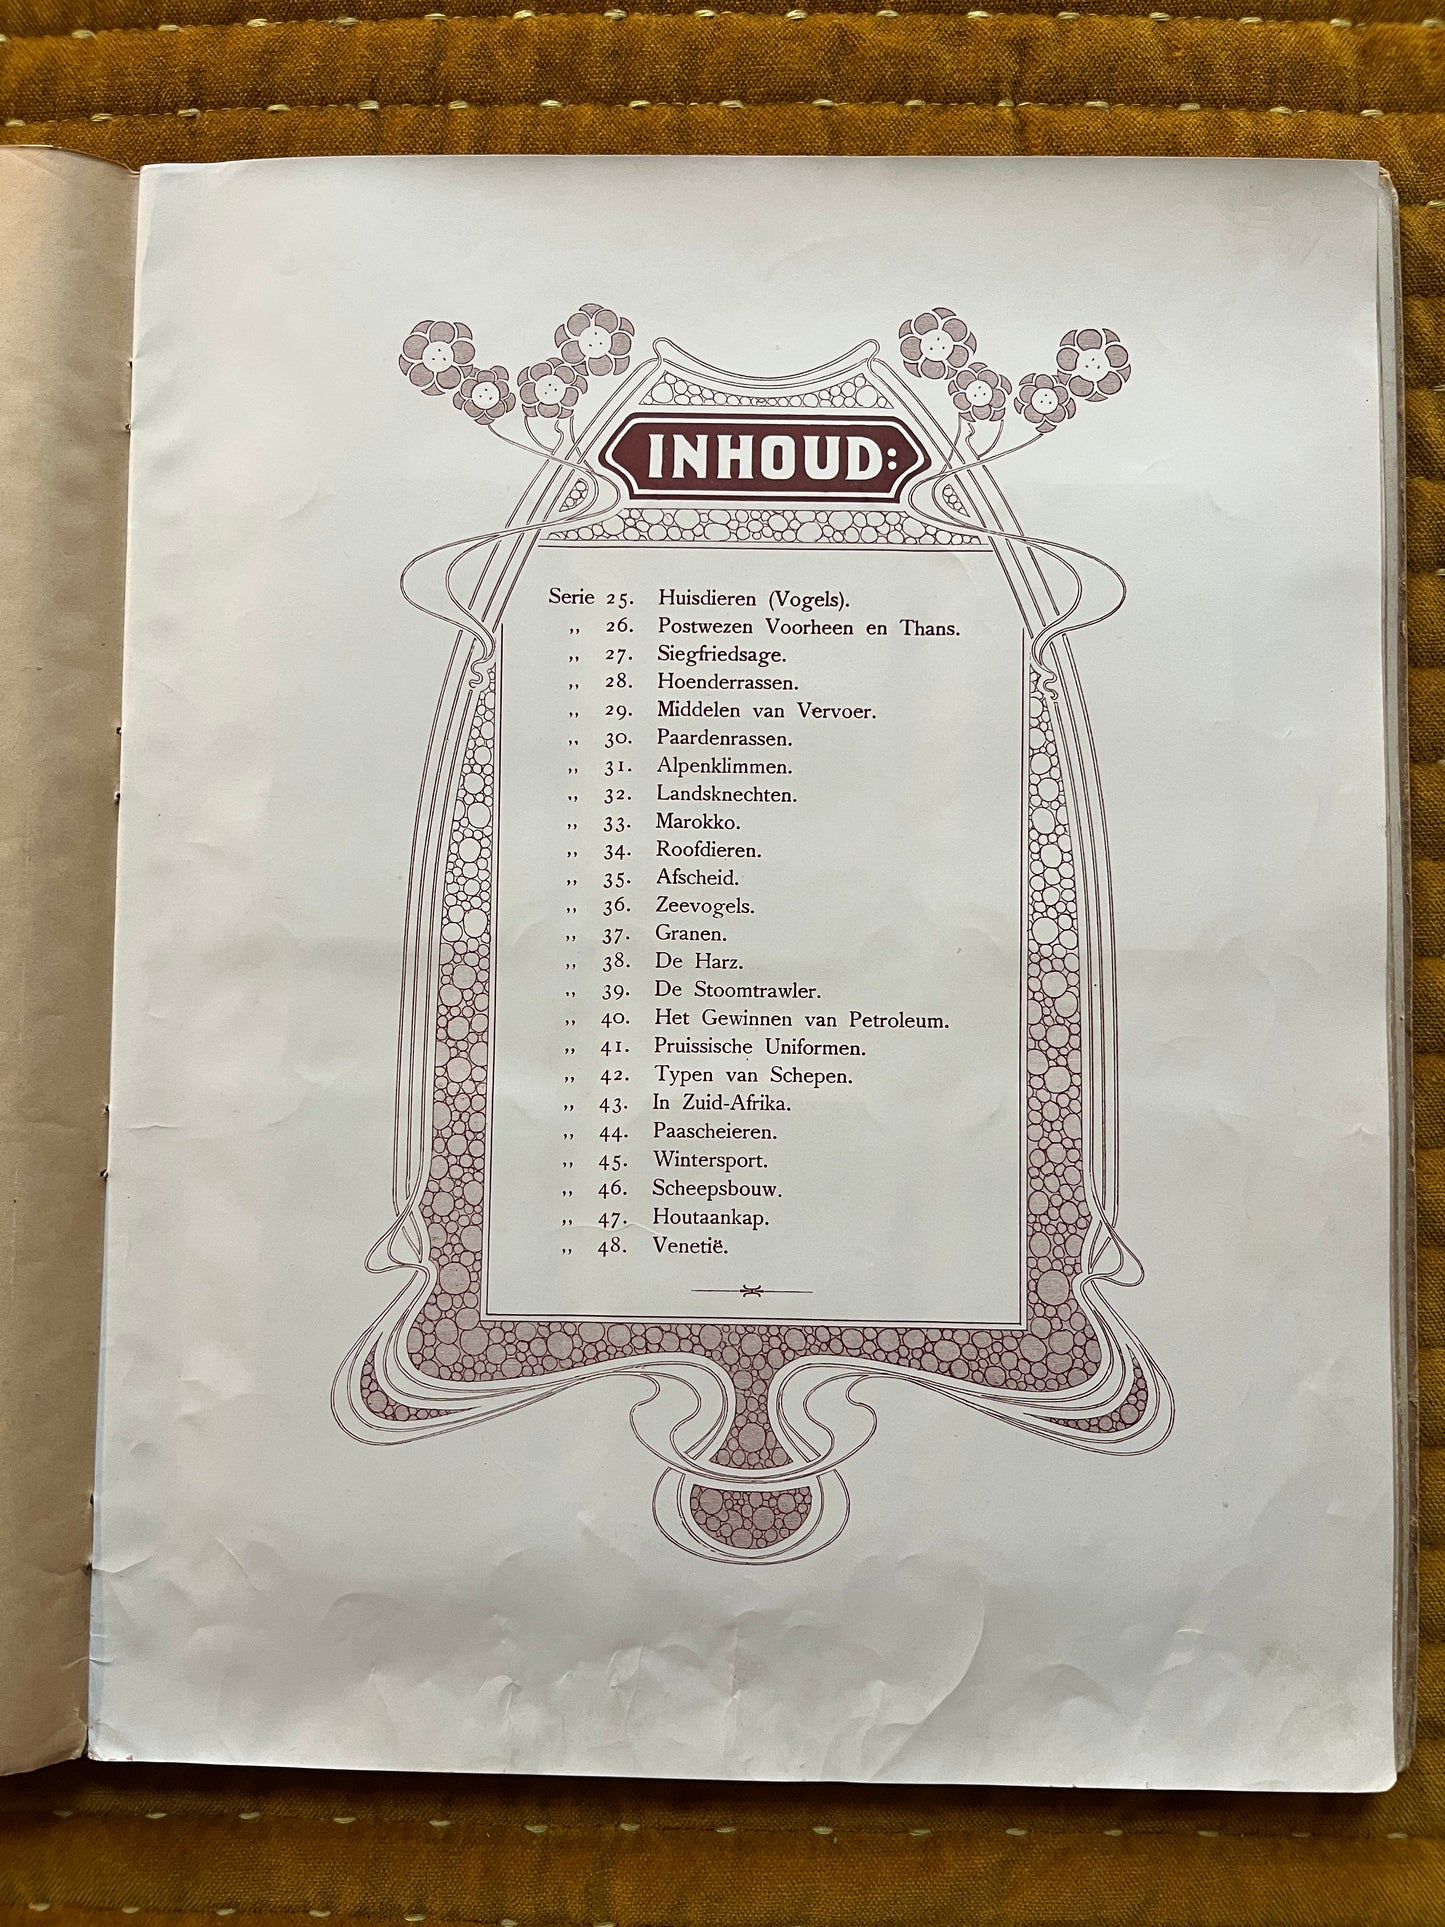 INHOUD:
Serie 25. Huisdieren (Vogels).
,, 26. Postwezen Voorheen en Thans.
,, 27. Siegfriedsage.
,, 28. Hoenderrassen.
,, 29. Middelen van Vervoer.
,, 30. Paardenrassen.
,, 31. Alpenklimmen.
,, 32. Landsknechten.
,, 33. Marokko.
,, 34. Roofdieren.
,, 35. Afscheid.
,, 36. Zeevogels.
,, 37. Granen.
,, 38. De Harz.
,, 39. De Stoomtrawler.
,, 40. Het Gewinnen van Petroleum.
,, 41. Pruissische Uniformen.
,, 42. Typen van Schepen.
,, 43. In Zuid-Afrika.
,, 44. Paascheieren.
,, 45. Wintersport.
,, 46. Scheepsbouw.
,, 47. Houtaankap.
,, 48. Venetië.